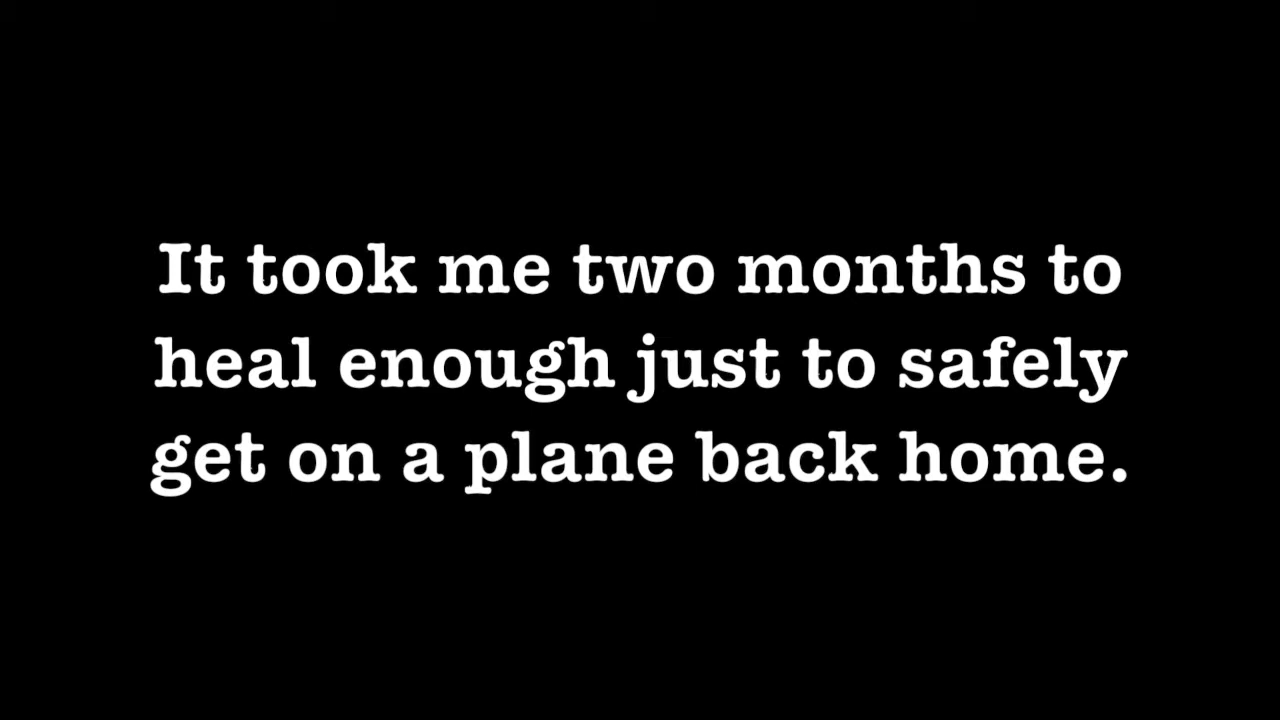 It took me two months to
heal enough just to safely
get on a plane back home.